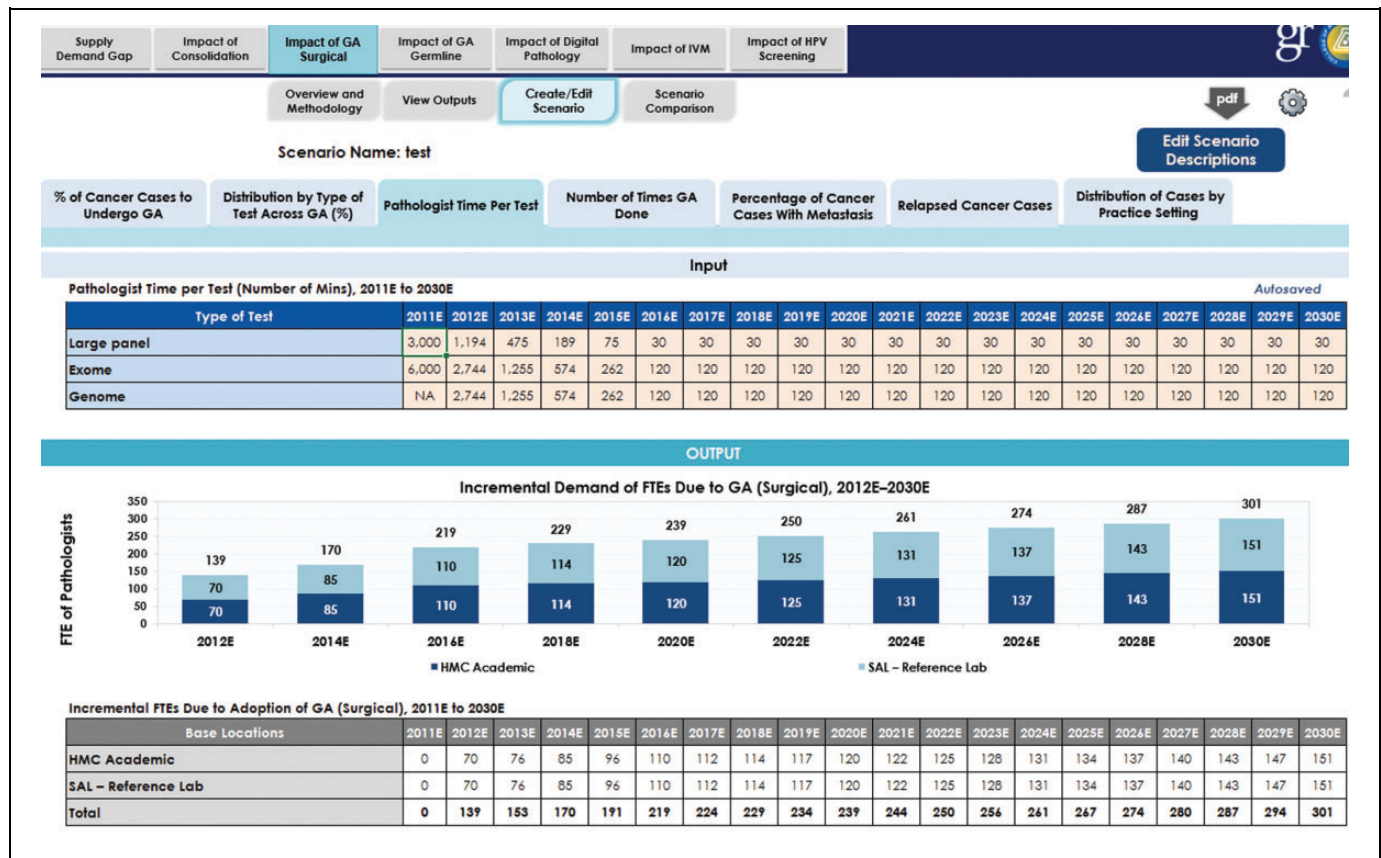 Supply Demand Gap
Impact of Consolidation
Impact of GA Surgical
Impact of GA Germline
Impact of Digital Pathology
Impact of IVM
Impact of HPV Screening
gr
Overview and Methodology
View Outputs
Create/Edit Scenario
Scenario Comparison
pdf
Scenario Name: test
Edit Scenario Descriptions
% of Cancer Cases to Undergo GA
Distribution by Type of Test Across GA (%)
Pathologist Time Per Test
Number of Times GA Done
Percentage of Cancer Cases With Metastasis
Relapsed Cancer Cases
Distribution of Cases by Practice Setting
Input
Pathologist Time per Test (Number of Mins), 2011E to 2030E
Autosaved
Type of Test 2011E 2012E 2013E 2014E 2015E 2016E 2017E 2018E 2019E 2020E 2021E 2022E 2023E 2024E 2025E 2026E 2027E 2028E 2029E 2030E
Large panel 3,000 1,194 475 189 75 30 30 30 30 30 30 30 30 30 30 30 30 30 30 30
Exome 6,000 2,744 1,255 574 262 120 120 120 120 120 120 120 120 120 120 120 120 120 120 120
Genome NA 2,744 1,255 574 262 120 120 120 120 120 120 120 120 120 120 120 120 120 120 120
OUTPUT
Incremental Demand of FTEs Due to GA (Surgical), 2012E–2030E
FTE of Pathologists
350
300
250
200
150
100
50
0
139 170 219 229 239 250 261 274 287 301
70 85 110 114 120 125 131 137 143 151
70 85 110 114 120 125 131 137 143 151
2012E 2014E 2016E 2018E 2020E 2022E 2024E 2026E 2028E 2030E
HMC Academic SAL – Reference Lab
Incremental FTEs Due to Adoption of GA (Surgical), 2011E to 2030E
Base Locations 2011E 2012E 2013E 2014E 2015E 2016E 2017E 2018E 2019E 2020E 2021E 2022E 2023E 2024E 2025E 2026E 2027E 2028E 2029E 2030E
HMC Academic 0 70 76 85 96 110 112 114 117 120 122 125 128 131 134 137 140 143 147 151
SAL – Reference Lab 0 70 76 85 96 110 112 114 117 120 122 125 128 131 134 137 140 143 147 151
Total 0 139 153 170 191 219 224 229 234 239 244 250 256 261 267 274 280 287 294 301